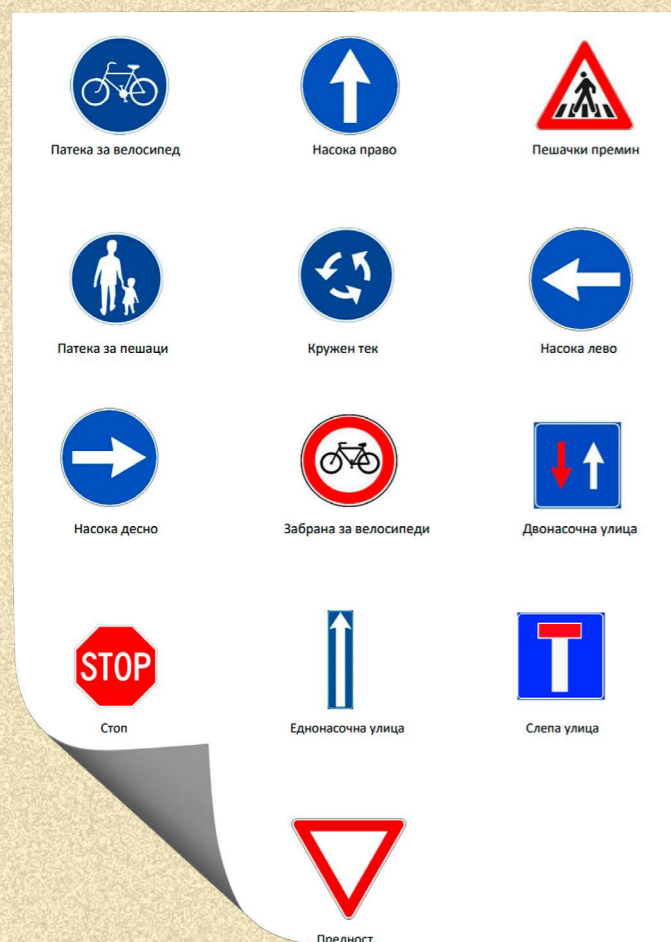 Патека за велосипед
Насока право
Пешачки премин
Патека за пешаци
Кружен тек
Насока лево
Насока десно
Забрана за велосипеди
Двонасочна улица
STOP
Стоп
Еднонасочна улица
Слепа улица
Предност